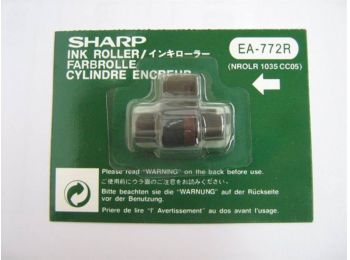 SHARP
INK ROLLER/インキローラー
FARBROLLE
CYLINDRE ENCREUR
EA-772R
(NROLR 1035 CC05)
Please read "WARNING" on the back before use.
ご使用前にウラ面のご注意をお読みください。
Bitte beachten sie die "WARNUNG" auf der Rückseite
vor der Benutzung.
Priere de lire "l' Avertissement" au dos avant l'usage.